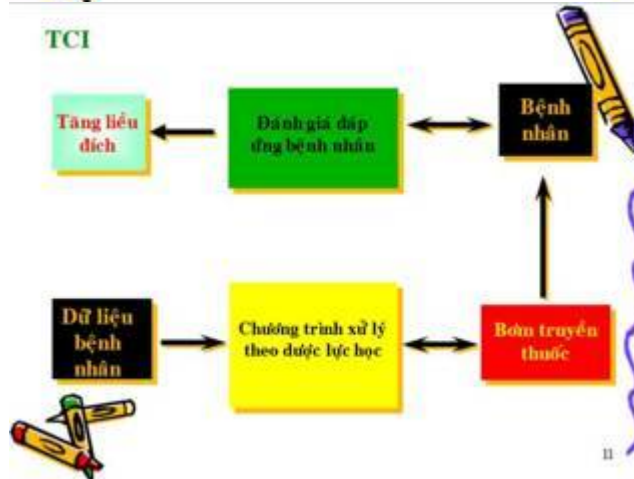 TCI
Tăng liều
đích
Đánh giá đáp
ứng bệnh nhân
Bệnh
nhân
Dữ liệu
bệnh
nhân
Chương trình xử lý
theo dược lực học
Bơm truyền
thuốc
11